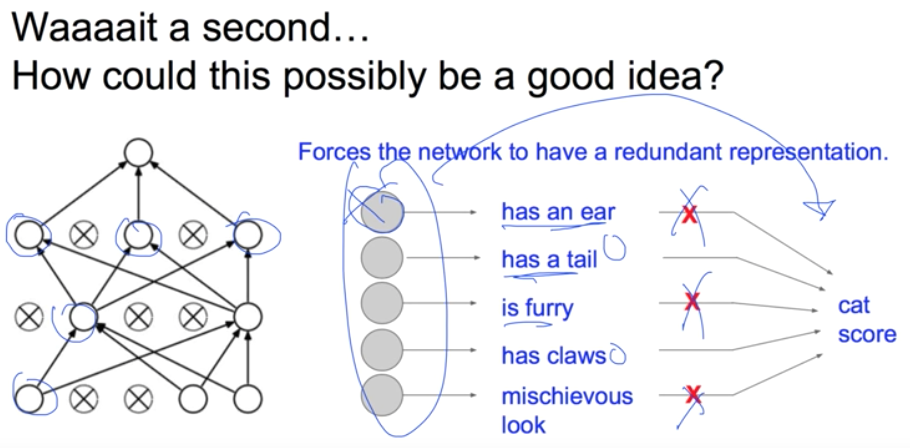 Waaaait a second…
How could this possibly be a good idea?
Forces the network to have a redundant representation.
has an ear
has a tail
is furry
has claws
mischievous
look
cat
score